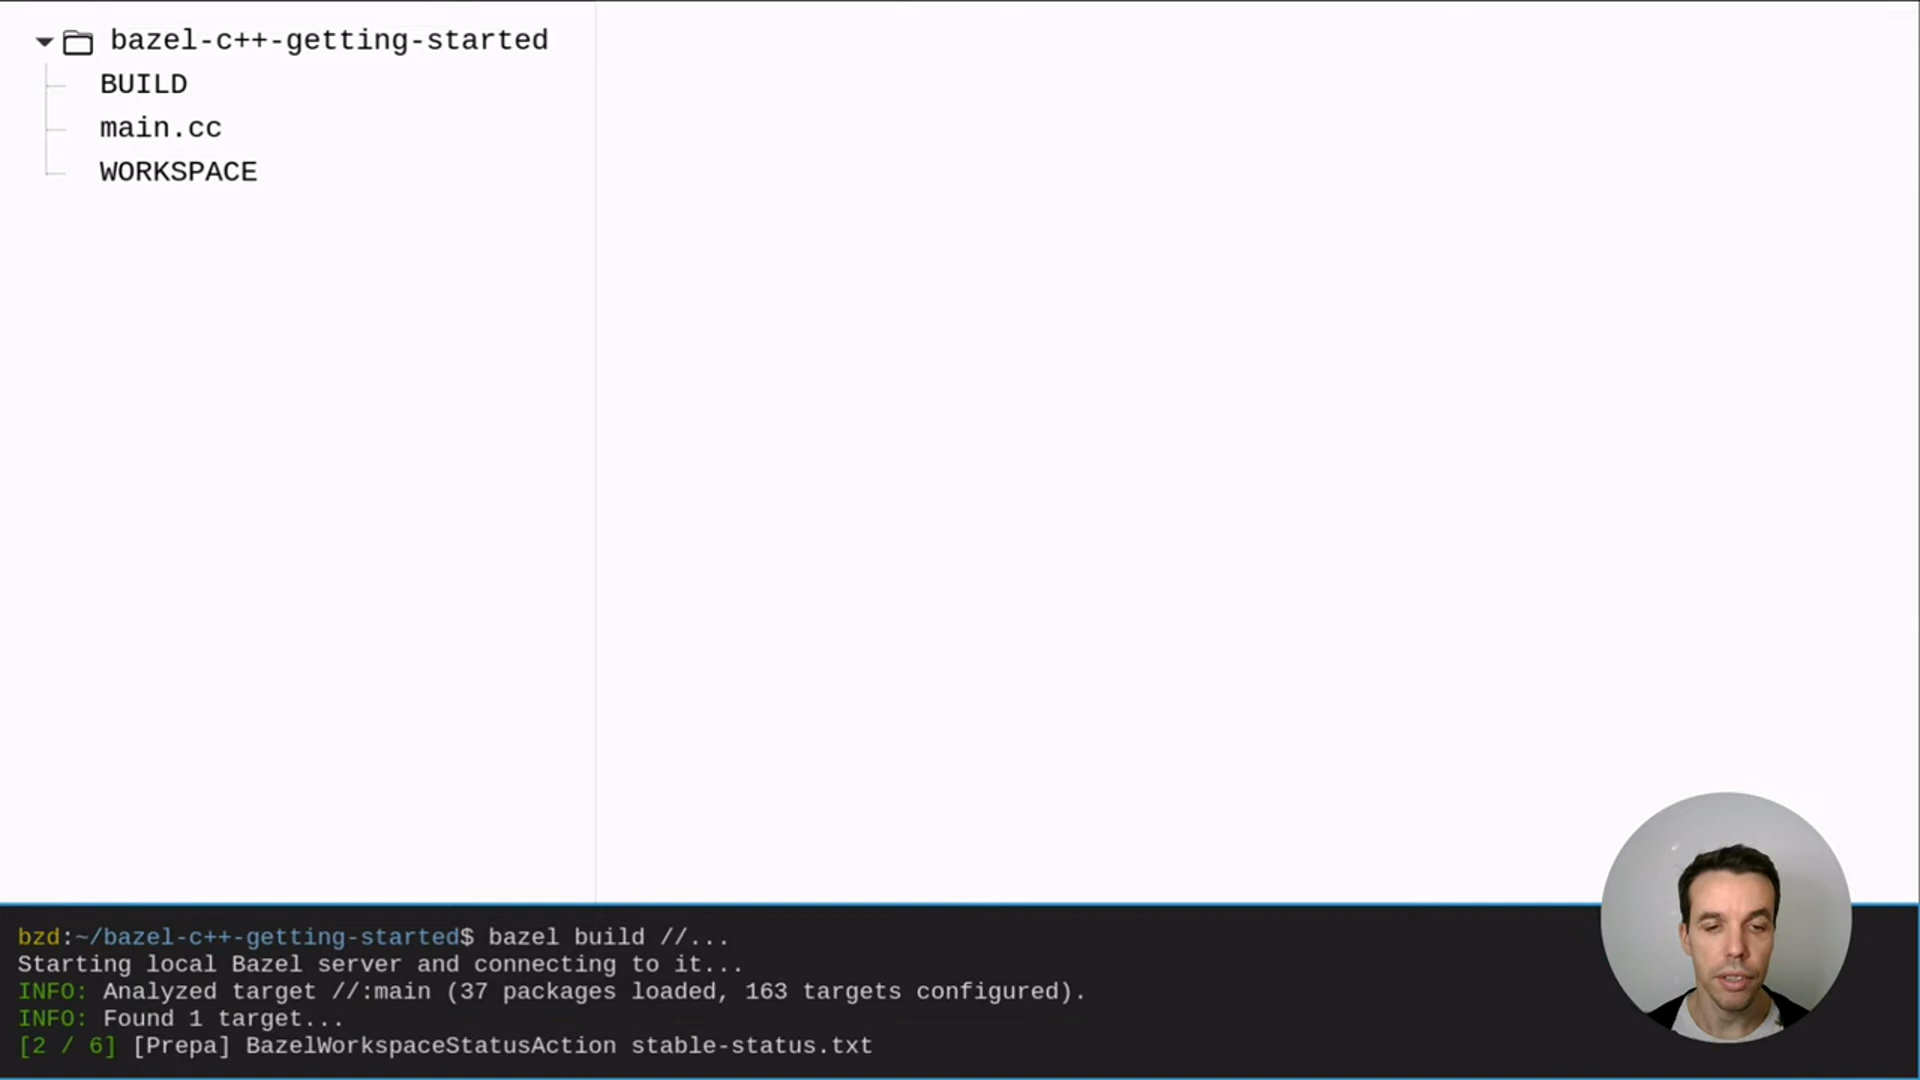 bazel-c++-getting-started
BUILD
main.cc
WORKSPACE
bzd:~/bazel-c++-getting-started$ bazel build //...
Starting local Bazel server and connecting to it...
INFO: Analyzed target //:main (37 packages loaded, 163 targets configured).
INFO: Found 1 target...
[2 / 6] [Prepa] BazelWorkspaceStatusAction stable-status.txt